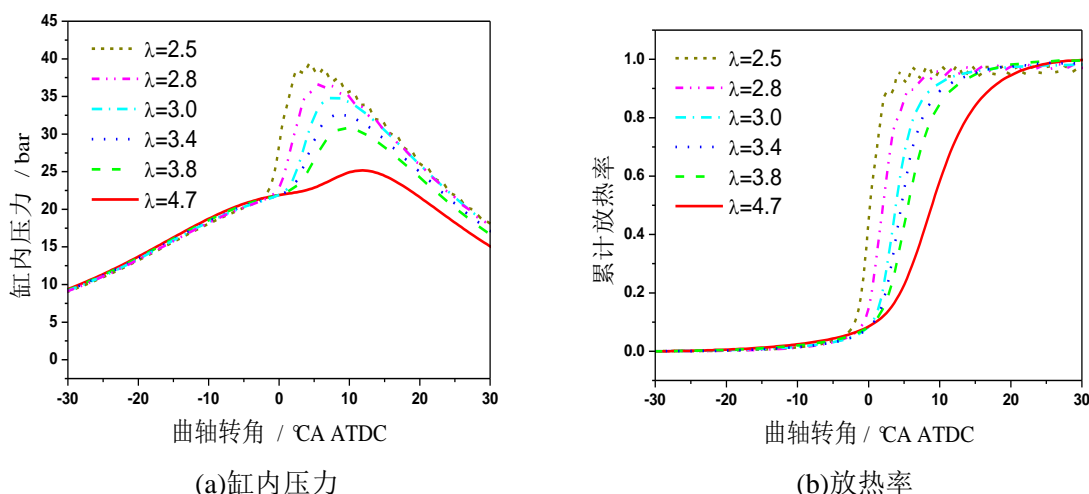 45
40
35
30
25
20
15
10
5
0
缸内压力 / bar
λ=2.5
λ=2.8
λ=3.0
λ=3.4
λ=3.8
λ=4.7
-30 -20 -10 0 10 20 30
曲轴转角 / °CA ATDC
(a)缸内压力
1.0
0.8
0.6
0.4
0.2
0.0
累计放热率
λ=2.5
λ=2.8
λ=3.0
λ=3.4
λ=3.8
λ=4.7
-30 -20 -10 0 10 20 30
曲轴转角/ °CA ATDC
(b)放热率